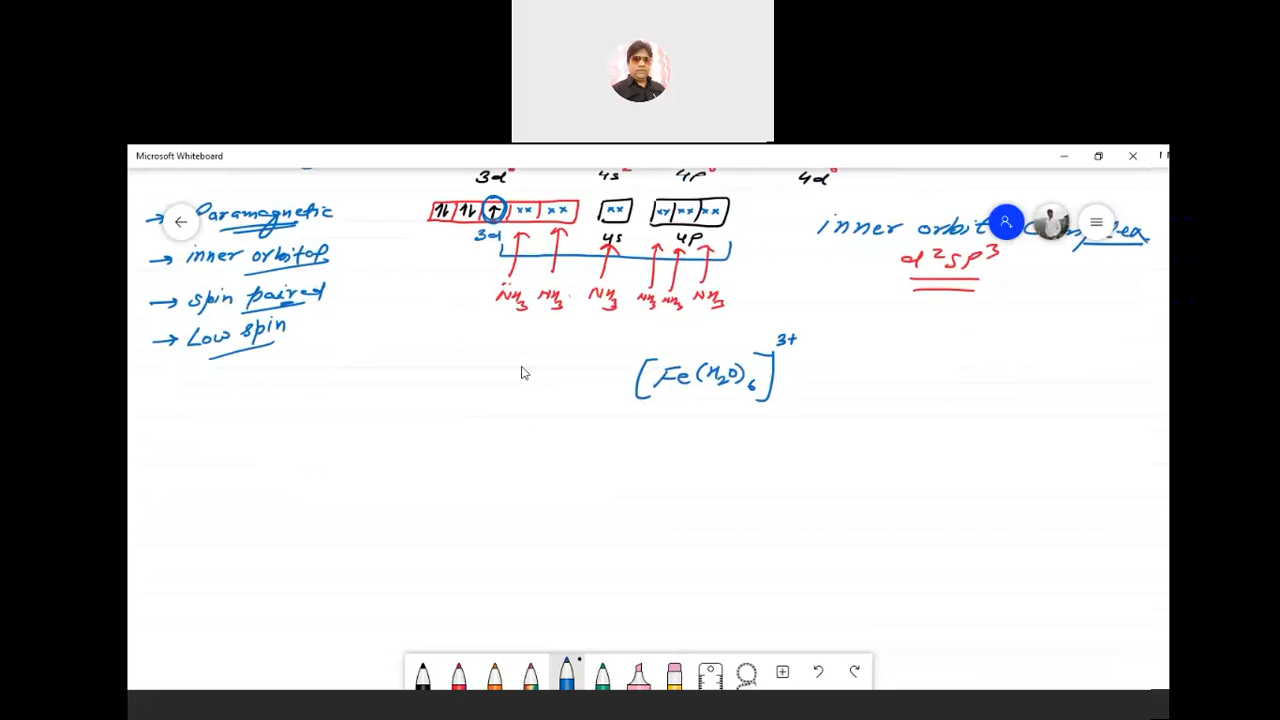 Microsoft Whiteboard
3d 4s 4p 4d
→ Paramagnetic
→ inner orbital
→ spin paired
→ Low spin
↑↓ ↑↓ ↑ ×× ×× ×× ×× ×× ××
3d 4s 4p
NH3 NH3 NH3 NH3 NH3 NH3
inner orbit
d²sp³
[Fe(H₂O)₆]³⁺